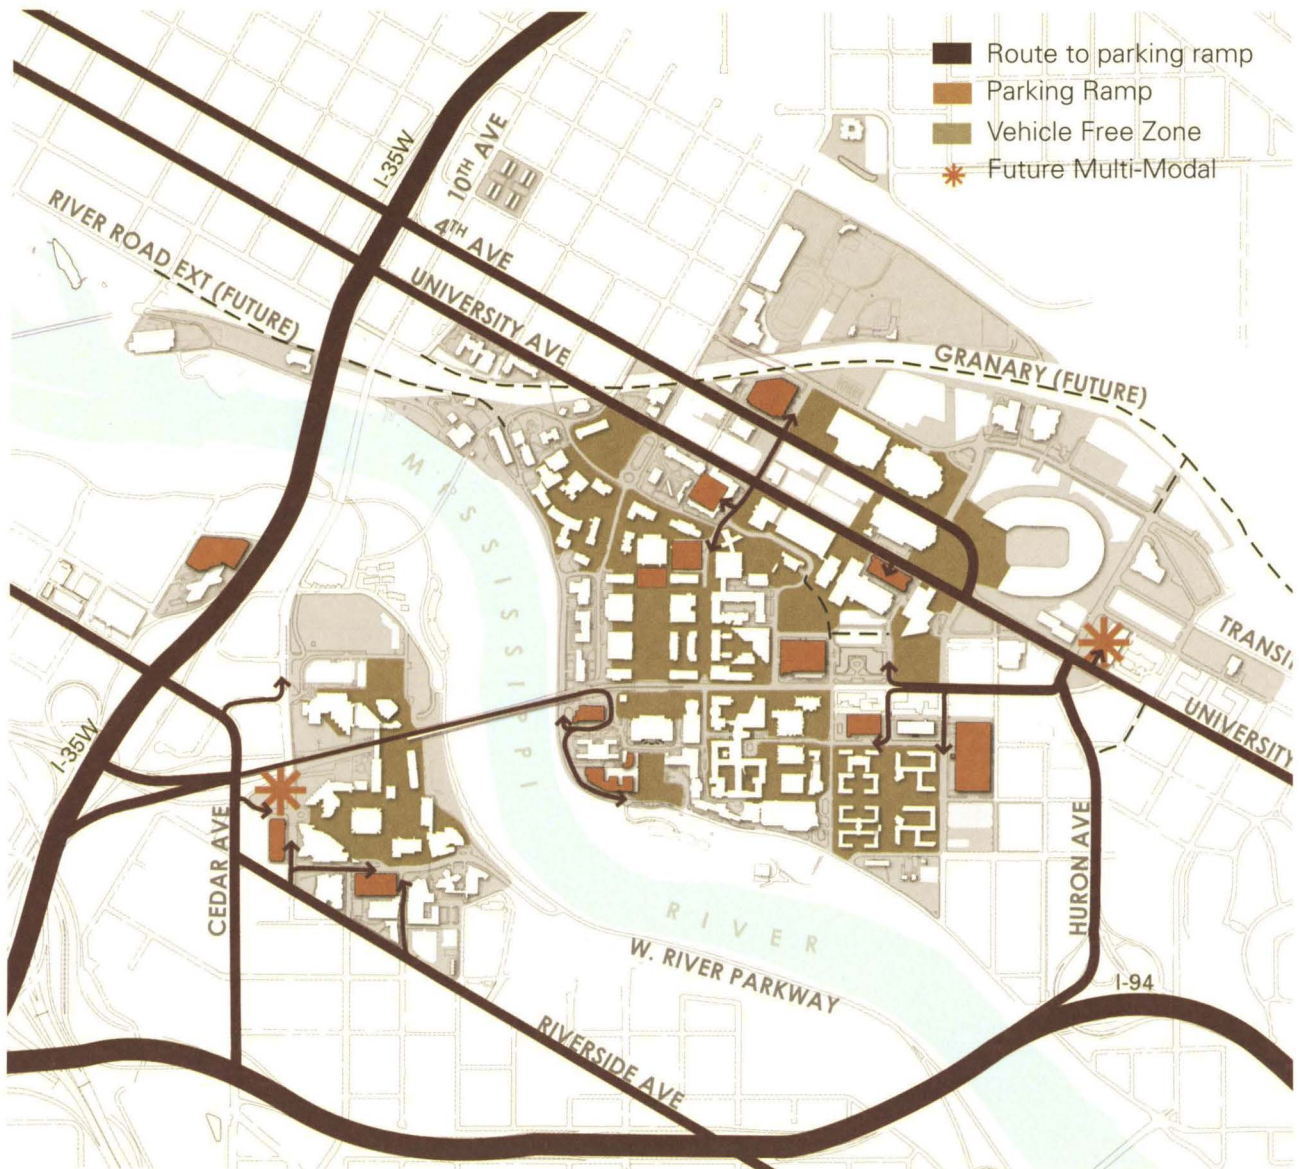 Route to parking ramp
Parking Ramp
Vehicle Free Zone
Future Multi-Modal
I-35W
10TH AVE
4TH AVE
RIVER ROAD EXT (FUTURE)
UNIVERSITY AVE
GRANARY (FUTURE)
MISSISSIPPI
TRANSI
UNIVERSITY
I-35W
CEDAR AVE
HURON AVE
RIVER
W. RIVER PARKWAY
I-94
RIVERSIDE AVE